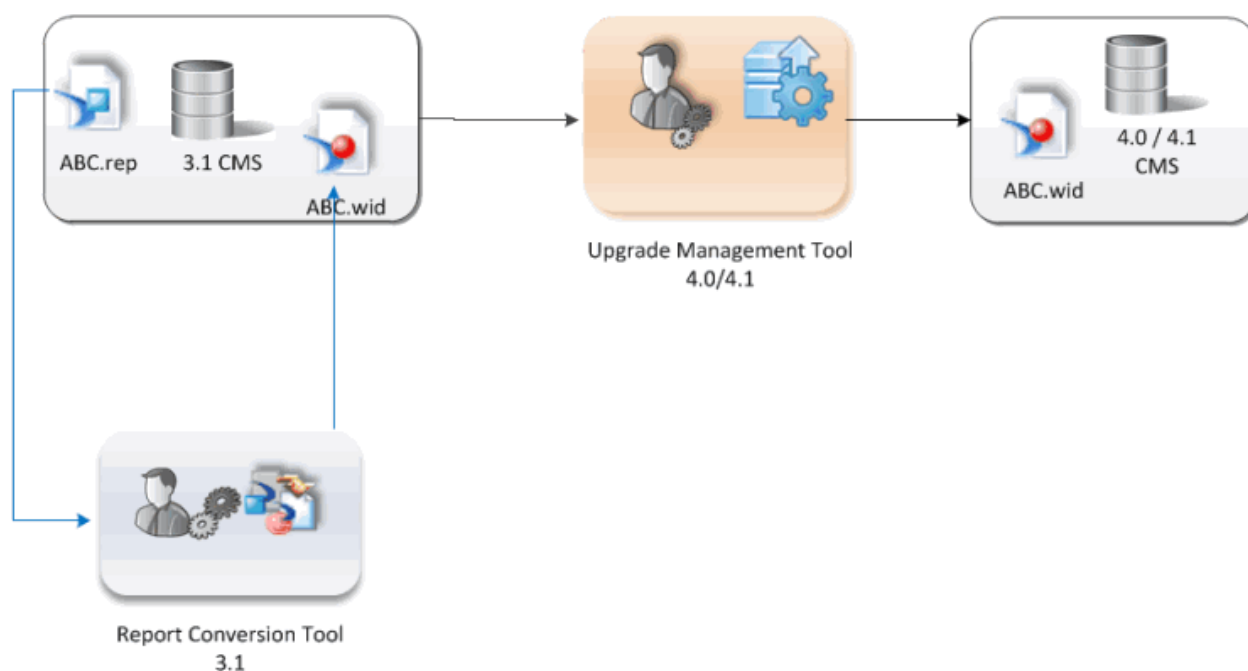 ABC.rep
3.1 CMS
ABC.wid
Upgrade Management Tool
4.0/4.1
4.0 / 4.1
CMS
ABC.wid
Report Conversion Tool
3.1